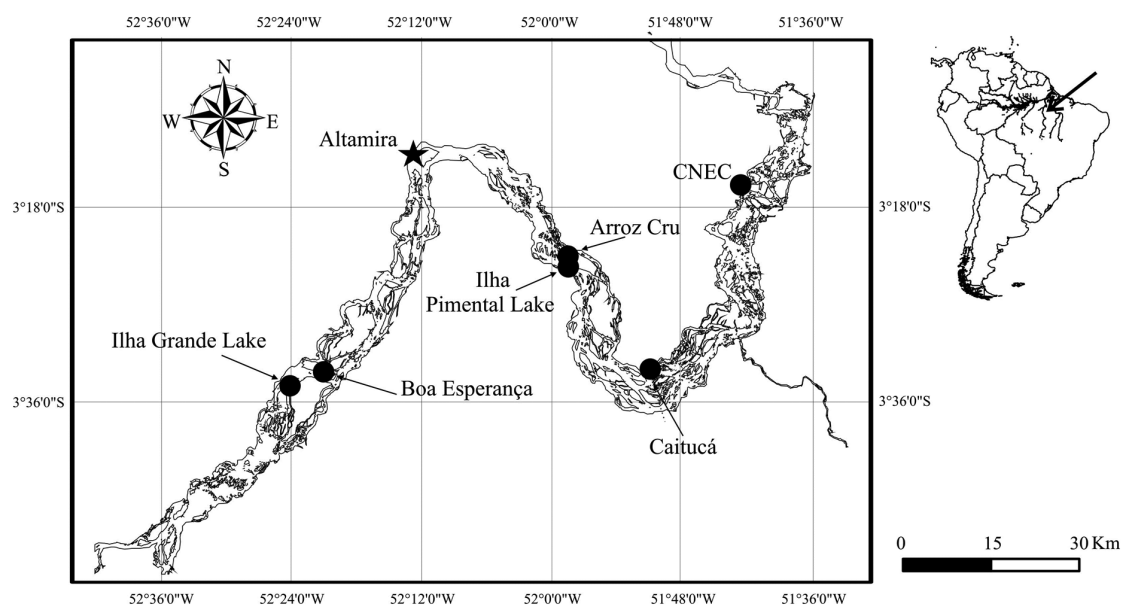 52°36'0"W 52°24'0"W 52°12'0"W 52°00'0"W 51°48'0"W 51°36'0"W
N
W E
S
Altamira
CNEC
3°18'0"S 3°18'0"S
Arroz Cru
Ilha
Pimental Lake
Ilha Grande Lake
Boa Esperança
3°36'0"S 3°36'0"S
Caitucá
0 15 30 Km
52°36'0"W 52°24'0"W 52°12'0"W 52°00'0"W 51°48'0"W 51°36'0"W